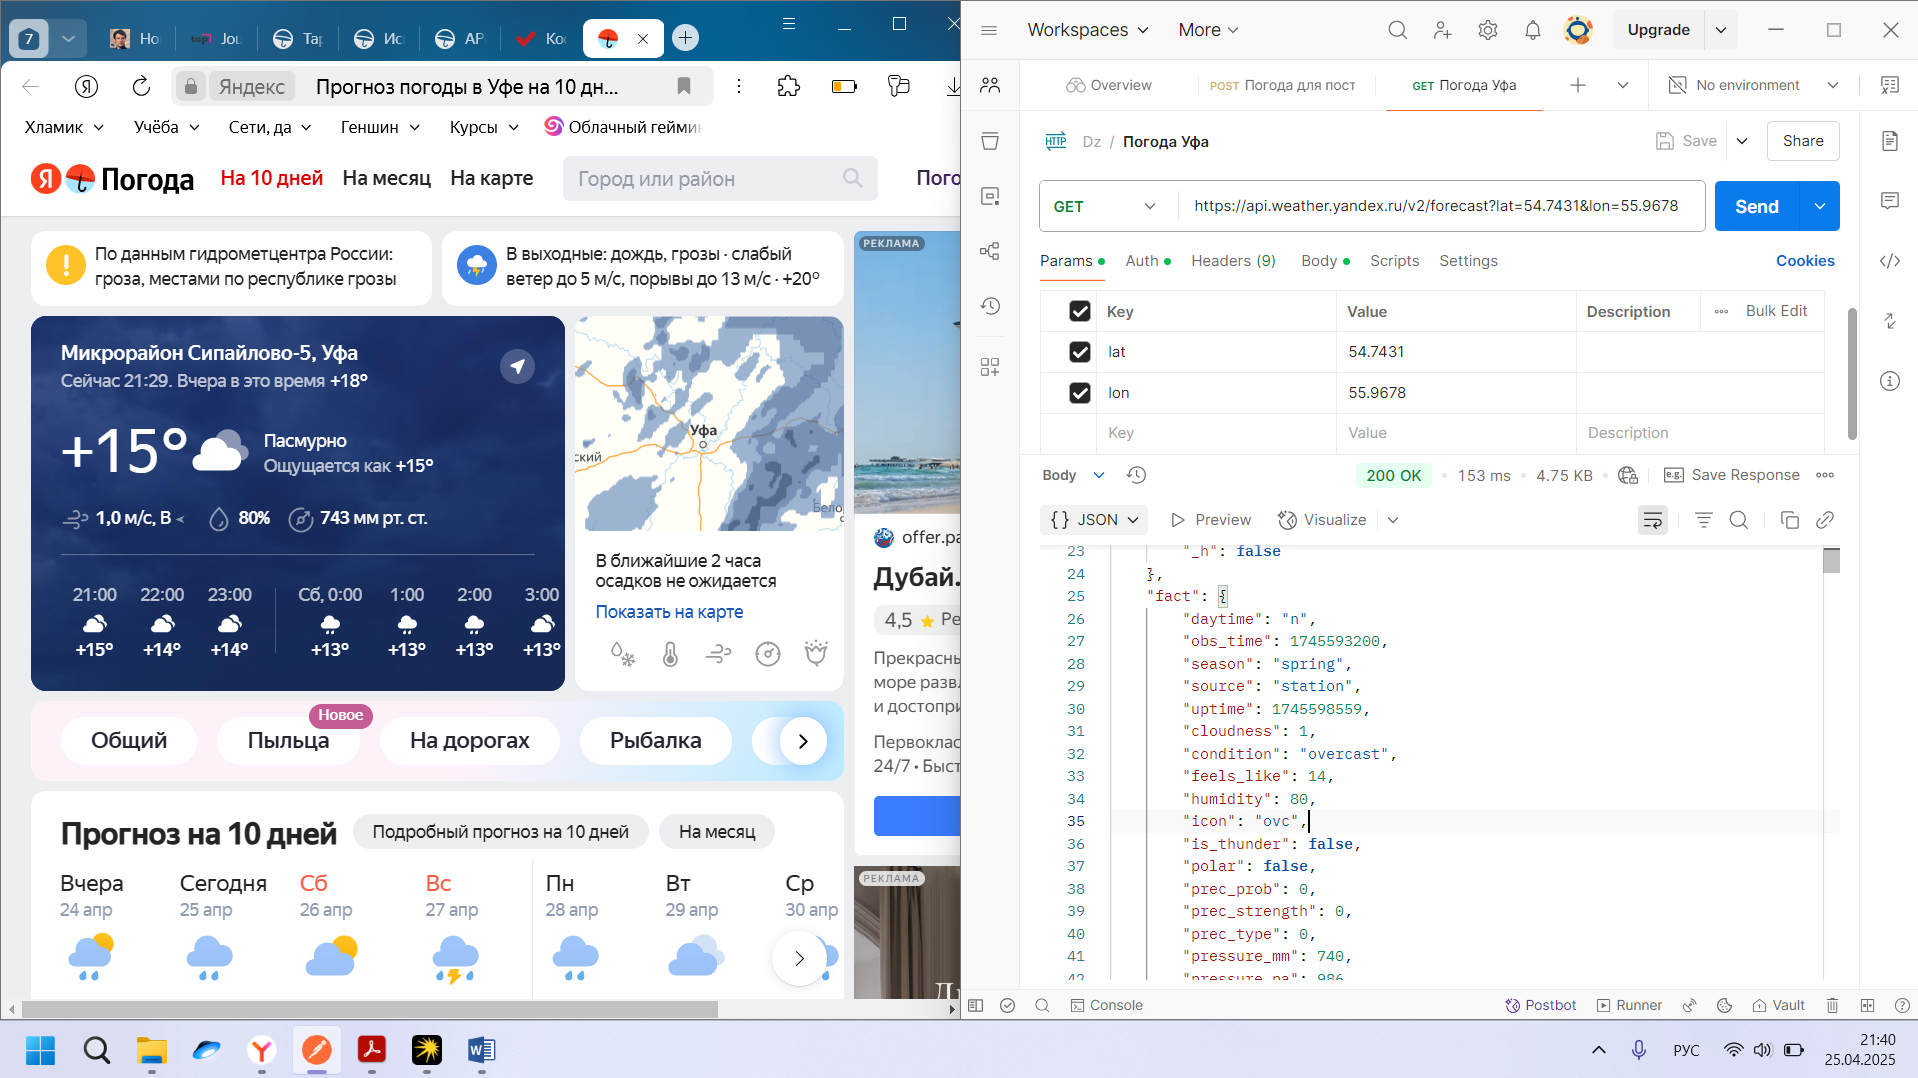 7
Но
top Jou
Тар
Ис
AP
Кос
Яндекс
Прогноз погоды в Уфе на 10 дн...
Хламик
Учёба
Сети, да
Геншин
Курсы
Облачный гейми
Я Погода
На 10 дней
На месяц
На карте
Город или район
Пого
По данным гидрометцентра России:
гроза, местами по республике грозы
В выходные: дождь, грозы · слабый
ветер до 5 м/с, порывы до 13 м/с · +20°
Микрорайон Сипайлово-5, Уфа
Сейчас 21:29. Вчера в это время +18°
+15°
Пасмурно
Ощущается как +15°
1,0 м/с, В
80%
743 мм рт. ст.
21:00 22:00 23:00 Сб, 0:00 1:00 2:00 3:00
+15° +14° +14° +13° +13° +13° +13°
Уфа
ский
Бело
В ближайшие 2 часа
осадков не ожидается
Показать на карте
РЕКЛАМА
offer.pa
Дубай.
4,5 Ре
Прекрасны
море разв
и достопри
Первоклас
24/7 • Быст
Новое
Общий
Пыльца
На дорогах
Рыбалка
Прогноз на 10 дней
Подробный прогноз на 10 дней
На месяц
Вчера Сегодня Сб Вс Пн Вт Ср
24 апр 25 апр 26 апр 27 апр 28 апр 29 апр 30 апр
РЕКЛАМА
Workspaces
More
Upgrade
Overview
POST Погода для пост
GET Погода Уфа
No environment
HTTP
Dz / Погода Уфа
Save
Share
GET
https://api.weather.yandex.ru/v2/forecast?lat=54.7431&lon=55.9678
Send
Params
Auth
Headers (9)
Body
Scripts
Settings
Cookies
Key Value Description Bulk Edit
lat 54.7431
lon 55.9678
Key Value Description
Body
200 OK
153 ms
4.75 KB
e.g. Save Response
{} JSON
Preview
Visualize
23 "_h": false
24 },
25 "fact": {
26 "daytime": "n",
27 "obs_time": 1745593200,
28 "season": "spring",
29 "source": "station",
30 "uptime": 1745598559,
31 "cloudness": 1,
32 "condition": "overcast",
33 "feels_like": 14,
34 "humidity": 80,
35 "icon": "ovc",
36 "is_thunder": false,
37 "polar": false,
38 "prec_prob": 0,
39 "prec_strength": 0,
40 "prec_type": 0,
41 "pressure_mm": 740,
42 "pressure_pa": 986
Console
Postbot
Runner
Vault
РУС
21:40
25.04.2025